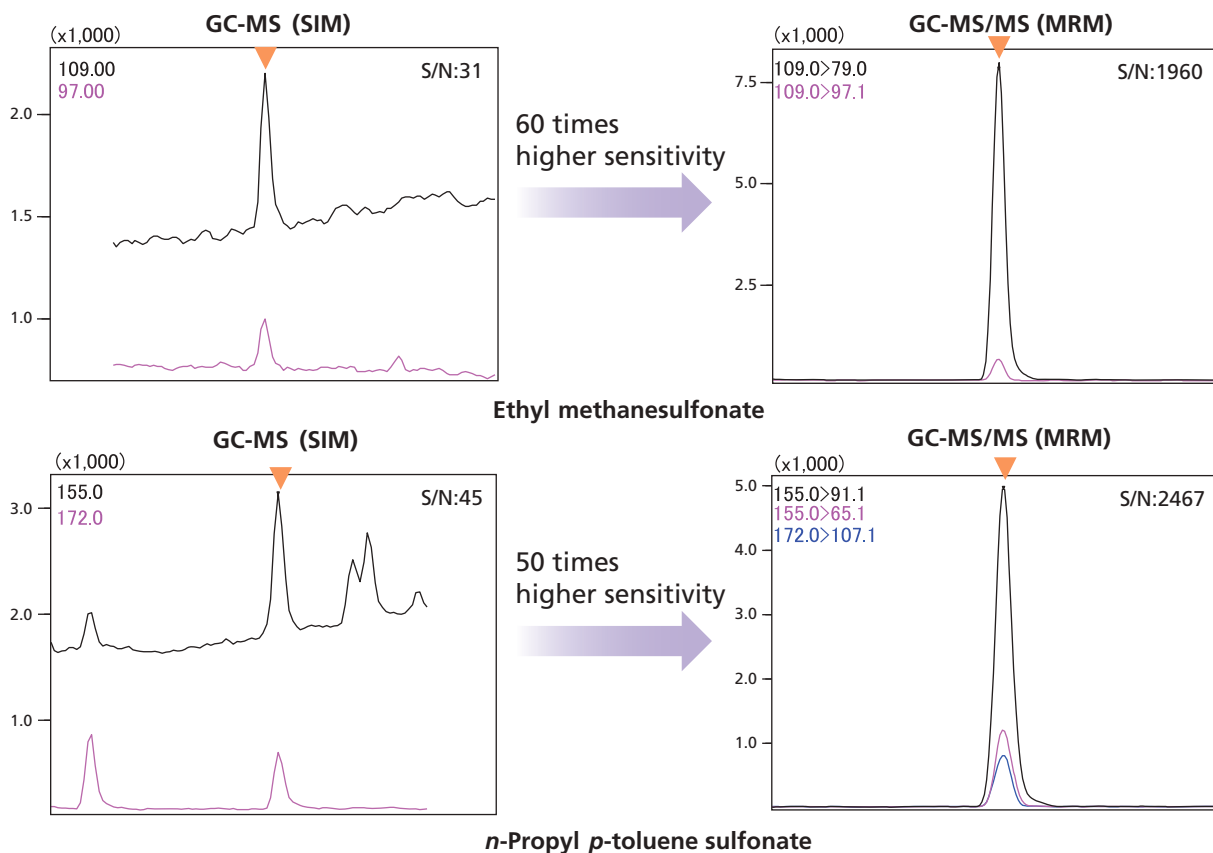 GC-MS (SIM)
(x1,000)
109.00
97.00
S/N:31
2.0
1.5
1.0
60 times
higher sensitivity
GC-MS/MS (MRM)
(x1,000)
109.0>79.0
109.0>97.1
S/N:1960
7.5
5.0
2.5
Ethyl methanesulfonate
GC-MS (SIM)
(x1,000)
155.0
172.0
S/N:45
3.0
2.0
1.0
50 times
higher sensitivity
GC-MS/MS (MRM)
(x1,000)
155.0>91.1
155.0>65.1
172.0>107.1
S/N:2467
5.0
4.0
3.0
2.0
1.0
n-Propyl p-toluene sulfonate